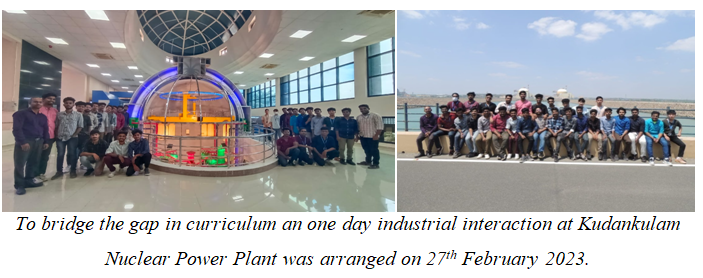 To bridge the gap in curriculum an one day industrial interaction at Kudankulam
Nuclear Power Plant was arranged on 27th February 2023.